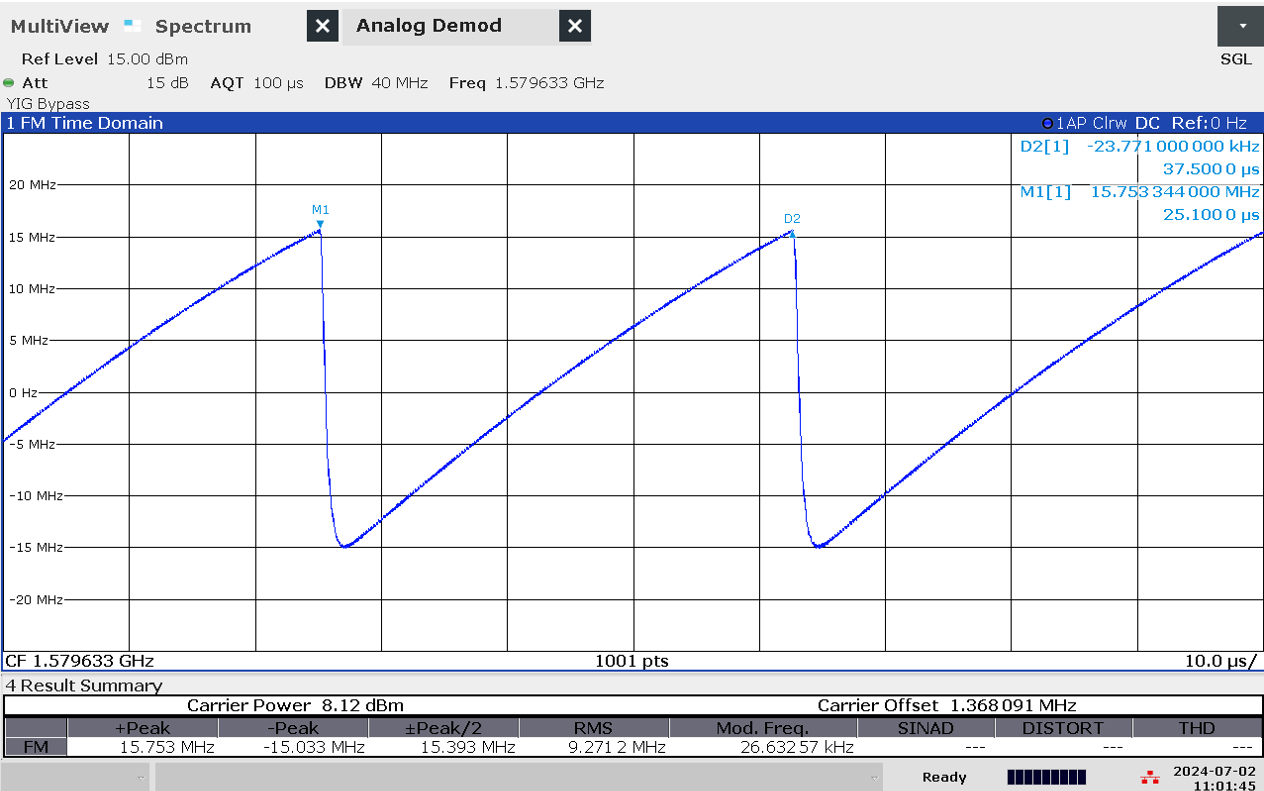 MultiView Spectrum X Analog Demod X
Ref Level 15.00 dBm SGL
Att 15 dB AQT 100 µs DBW 40 MHz Freq 1.579633 GHz
YIG Bypass
1 FM Time Domain 1AP Clrw DC Ref:0 Hz
D2[1] -23.771 000 000 kHz
37.500 0 µs
M1[1] 15.753 344 000 MHz
25.100 0 µs
20 MHz
M1
D2
15 MHz
10 MHz
5 MHz
0 Hz
-5 MHz
-10 MHz
-15 MHz
-20 MHz
CF 1.579633 GHz 1001 pts 10.0 µs/
4 Result Summary
Carrier Power 8.12 dBm Carrier Offset 1.368 091 MHz
+Peak -Peak ±Peak/2 RMS Mod. Freq. SINAD DISTORT THD
FM 15.753 MHz -15.033 MHz 15.393 MHz 9.271 2 MHz 26.632 57 kHz --- --- ---
Ready 2024-07-02
11:01:45